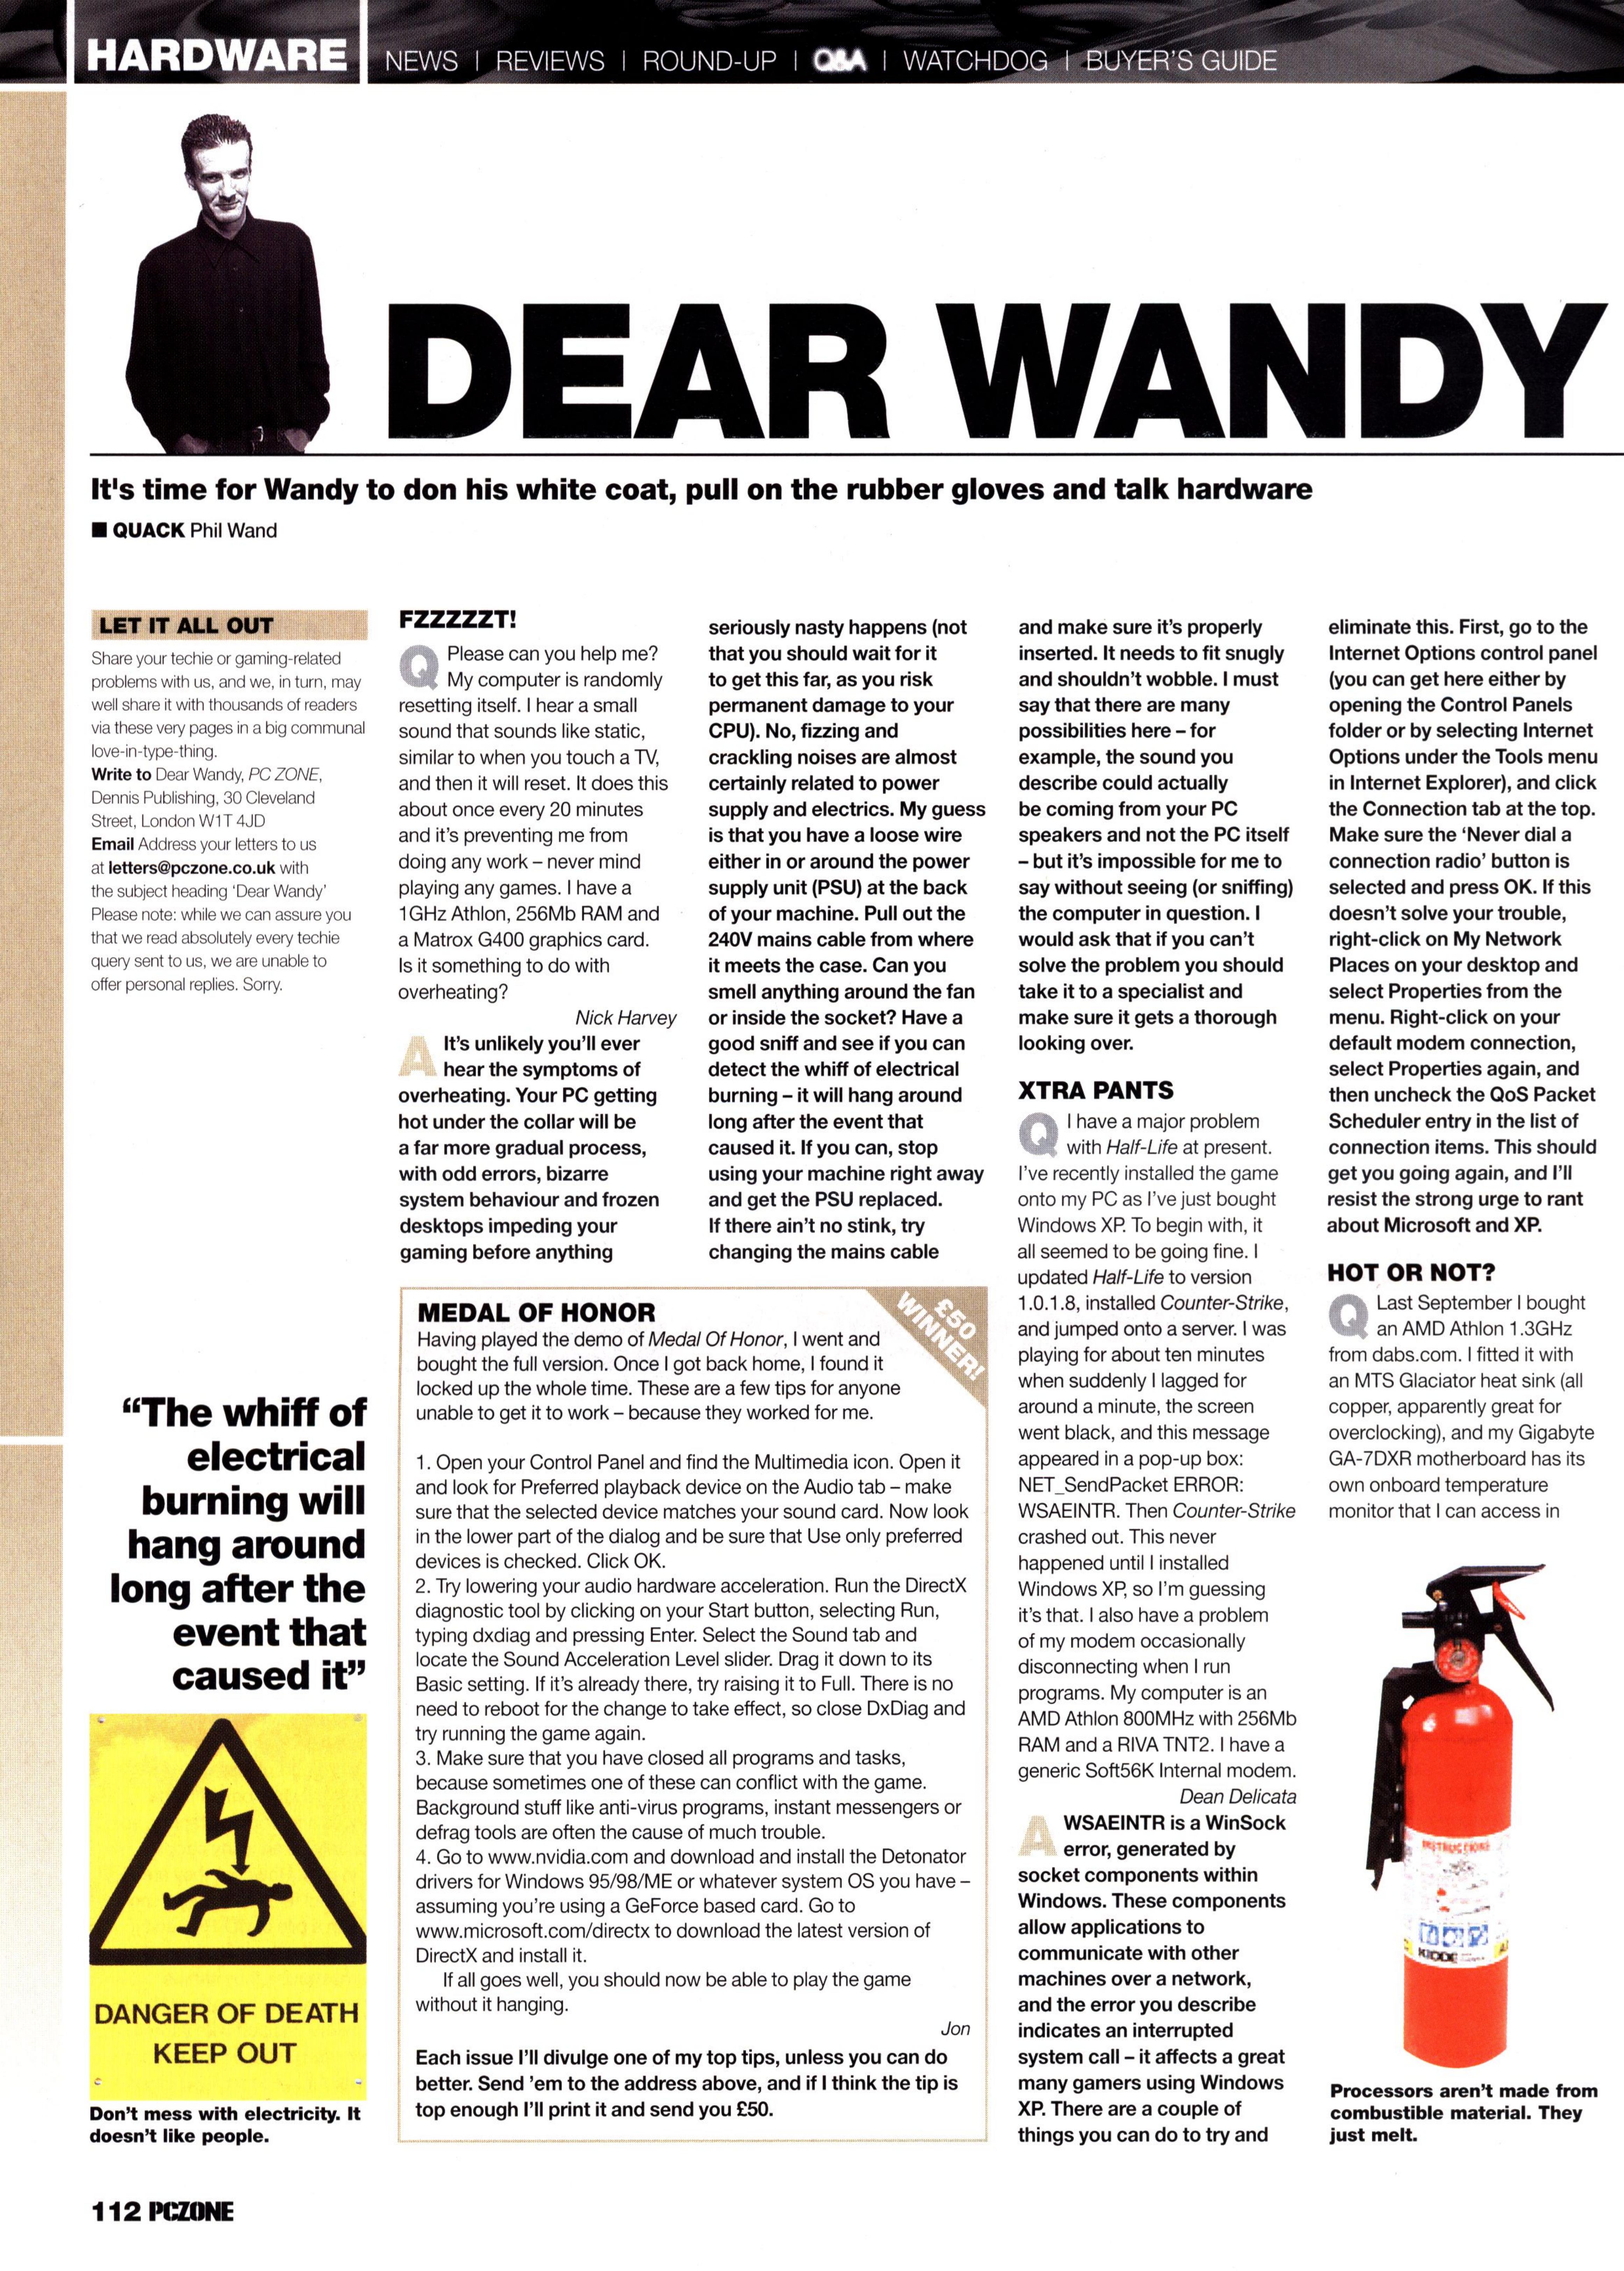 HARDWARE
NEWS | REVIEWS | ROUND-UP | Q&A | WATCHDOG | BUYER'S GUIDE
DEAR WANDY
It's time for Wandy to don his white coat, pull on the rubber gloves and talk hardware
■ QUACK Phil Wand
LET IT ALL OUT
Share your techie or gaming-related
problems with us, and we, in turn, may
well share it with thousands of readers
via these very pages in a big communal
love-in-type-thing.
Write to Dear Wandy, PC ZONE,
Dennis Publishing, 30 Cleveland
Street, London W1T 4JD
Email Address your letters to us
at letters@pczone.co.uk with
the subject heading 'Dear Wandy'
Please note: while we can assure you
that we read absolutely every techie
query sent to us, we are unable to
offer personal replies. Sorry.
"The whiff of
electrical
burning will
hang around
long after the
event that
caused it"
DANGER OF DEATH
KEEP OUT
Don't mess with electricity. It
doesn't like people.
FZZZZZT!
Q Please can you help me?
My computer is randomly
resetting itself. I hear a small
sound that sounds like static,
similar to when you touch a TV,
and then it will reset. It does this
about once every 20 minutes
and it's preventing me from
doing any work – never mind
playing any games. I have a
1GHz Athlon, 256Mb RAM and
a Matrox G400 graphics card.
Is it something to do with
overheating?
Nick Harvey
A It's unlikely you'll ever
hear the symptoms of
overheating. Your PC getting
hot under the collar will be
a far more gradual process,
with odd errors, bizarre
system behaviour and frozen
desktops impeding your
gaming before anything
seriously nasty happens (not
that you should wait for it
to get this far, as you risk
permanent damage to your
CPU). No, fizzing and
crackling noises are almost
certainly related to power
supply and electrics. My guess
is that you have a loose wire
either in or around the power
supply unit (PSU) at the back
of your machine. Pull out the
240V mains cable from where
it meets the case. Can you
smell anything around the fan
or inside the socket? Have a
good sniff and see if you can
detect the whiff of electrical
burning – it will hang around
long after the event that
caused it. If you can, stop
using your machine right away
and get the PSU replaced.
If there ain't no stink, try
changing the mains cable
and make sure it's properly
inserted. It needs to fit snugly
and shouldn't wobble. I must
say that there are many
possibilities here – for
example, the sound you
describe could actually
be coming from your PC
speakers and not the PC itself
– but it's impossible for me to
say without seeing (or sniffing)
the computer in question. I
would ask that if you can't
solve the problem you should
take it to a specialist and
make sure it gets a thorough
looking over.
MEDAL OF HONOR
£50
WINNER!
Having played the demo of Medal Of Honor, I went and
bought the full version. Once I got back home, I found it
locked up the whole time. These are a few tips for anyone
unable to get it to work – because they worked for me.
1. Open your Control Panel and find the Multimedia icon. Open it
and look for Preferred playback device on the Audio tab – make
sure that the selected device matches your sound card. Now look
in the lower part of the dialog and be sure that Use only preferred
devices is checked. Click OK.
2. Try lowering your audio hardware acceleration. Run the DirectX
diagnostic tool by clicking on your Start button, selecting Run,
typing dxdiag and pressing Enter. Select the Sound tab and
locate the Sound Acceleration Level slider. Drag it down to its
Basic setting. If it's already there, try raising it to Full. There is no
need to reboot for the change to take effect, so close DxDiag and
try running the game again.
3. Make sure that you have closed all programs and tasks,
because sometimes one of these can conflict with the game.
Background stuff like anti-virus programs, instant messengers or
defrag tools are often the cause of much trouble.
4. Go to www.nvidia.com and download and install the Detonator
drivers for Windows 95/98/ME or whatever system OS you have –
assuming you're using a GeForce based card. Go to
www.microsoft.com/directx to download the latest version of
DirectX and install it.
If all goes well, you should now be able to play the game
without it hanging.
Jon
Each issue I'll divulge one of my top tips, unless you can do
better. Send 'em to the address above, and if I think the tip is
top enough I'll print it and send you £50.
XTRA PANTS
Q I have a major problem
with Half-Life at present.
I've recently installed the game
onto my PC as I've just bought
Windows XP. To begin with, it
all seemed to be going fine. I
updated Half-Life to version
1.0.1.8, installed Counter-Strike,
and jumped onto a server. I was
playing for about ten minutes
when suddenly I lagged for
around a minute, the screen
went black, and this message
appeared in a pop-up box:
NET_SendPacket ERROR:
WSAEINTR. Then Counter-Strike
crashed out. This never
happened until I installed
Windows XP, so I'm guessing
it's that. I also have a problem
of my modem occasionally
disconnecting when I run
programs. My computer is an
AMD Athlon 800MHz with 256Mb
RAM and a RIVA TNT2. I have a
generic Soft56K Internal modem.
Dean Delicata
A WSAEINTR is a WinSock
error, generated by
socket components within
Windows. These components
allow applications to
communicate with other
machines over a network,
and the error you describe
indicates an interrupted
system call – it affects a great
many gamers using Windows
XP. There are a couple of
things you can do to try and
eliminate this. First, go to the
Internet Options control panel
(you can get here either by
opening the Control Panels
folder or by selecting Internet
Options under the Tools menu
in Internet Explorer), and click
the Connection tab at the top.
Make sure the 'Never dial a
connection radio' button is
selected and press OK. If this
doesn't solve your trouble,
right-click on My Network
Places on your desktop and
select Properties from the
menu. Right-click on your
default modem connection,
select Properties again, and
then uncheck the QoS Packet
Scheduler entry in the list of
connection items. This should
get you going again, and I'll
resist the strong urge to rant
about Microsoft and XP.
HOT OR NOT?
Q Last September I bought
an AMD Athlon 1.3GHz
from dabs.com. I fitted it with
an MTS Glaciator heat sink (all
copper, apparently great for
overclocking), and my Gigabyte
GA-7DXR motherboard has its
own onboard temperature
monitor that I can access in
INSTRUCTIONS
KIDDE
Processors aren't made from
combustible material. They
just melt.
112 PCZONE